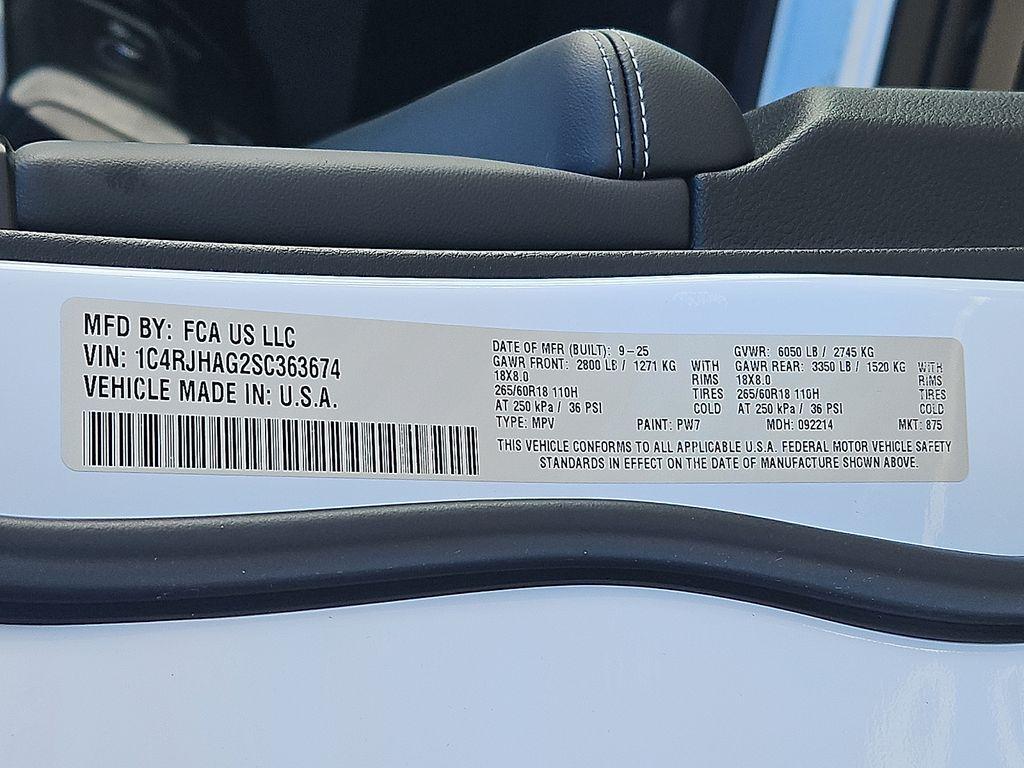 MFD BY: FCA US LLC
VIN: 1C4RJHAG2SC363674
VEHICLE MADE IN: U.S.A.
DATE OF MFR (BUILT): 9-25
GAWR FRONT: 2800 LB / 1271 KG WITH
18X8.0 RIMS
265/60R18 110H TIRES
AT 250 kPa / 36 PSI COLD
GVWR: 6050 LB / 2745 KG
GAWR REAR: 3350 LB / 1520 KG WITH
18X8.0 RIMS
265/60R18 110H TIRES
AT 250 kPa / 36 PSI COLD
TYPE: MPV PAINT: PW7 MDH: 092214 MKT: 875
THIS VEHICLE CONFORMS TO ALL APPLICABLE U.S.A. FEDERAL MOTOR VEHICLE SAFETY
STANDARDS IN EFFECT ON THE DATE OF MANUFACTURE SHOWN ABOVE.